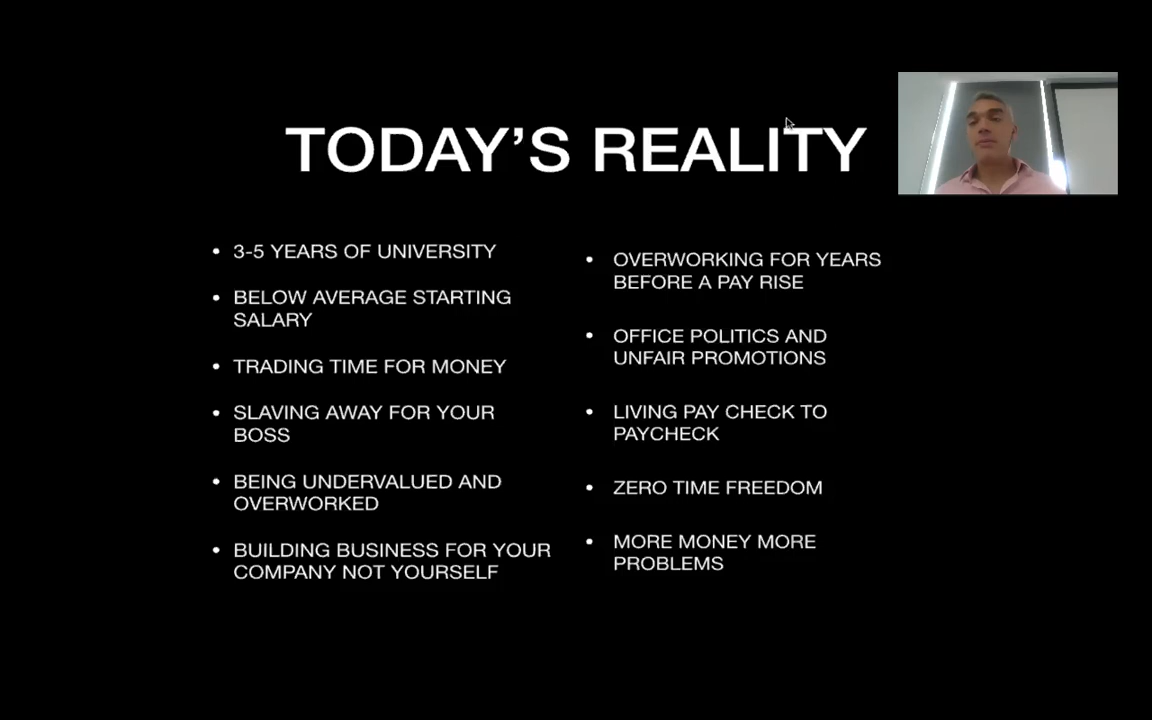 TODAY'S REALITY
3-5 YEARS OF UNIVERSITY
BELOW AVERAGE STARTING
SALARY
TRADING TIME FOR MONEY
SLAVING AWAY FOR YOUR
BOSS
BEING UNDERVALUED AND
OVERWORKED
BUILDING BUSINESS FOR YOUR
COMPANY NOT YOURSELF
OVERWORKING FOR YEARS
BEFORE A PAY RISE
OFFICE POLITICS AND
UNFAIR PROMOTIONS
LIVING PAY CHECK TO
PAYCHECK
ZERO TIME FREEDOM
MORE MONEY MORE
PROBLEMS